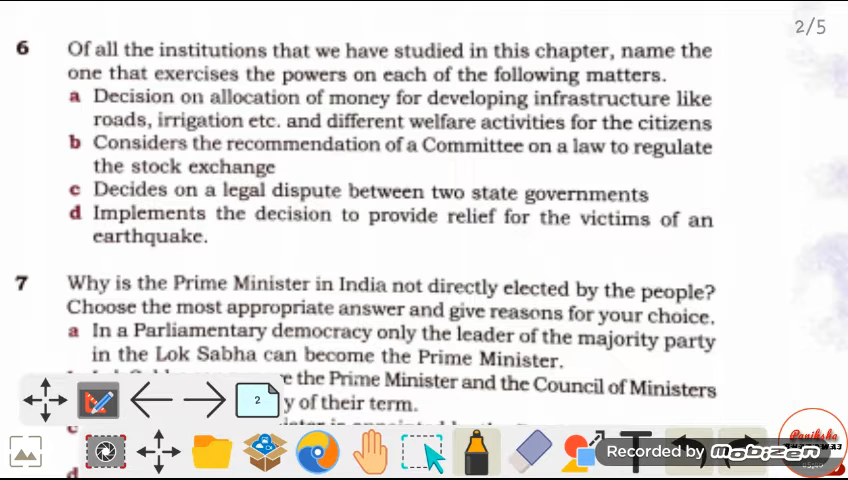 2/5
6 Of all the institutions that we have studied in this chapter, name the
one that exercises the powers on each of the following matters.
a Decision on allocation of money for developing infrastructure like
roads, irrigation etc. and different welfare activities for the citizens
b Considers the recommendation of a Committee on a law to regulate
the stock exchange
c Decides on a legal dispute between two state governments
d Implements the decision to provide relief for the victims of an
earthquake.
7 Why is the Prime Minister in India not directly elected by the people?
Choose the most appropriate answer and give reasons for your choice.
a In a Parliamentary democracy only the leader of the majority party
in the Lok Sabha can become the Prime Minister.
the Prime Minister and the Council of Ministers
y of their term.
2
c
d
T
Recorded by Mobizen
Paniksha